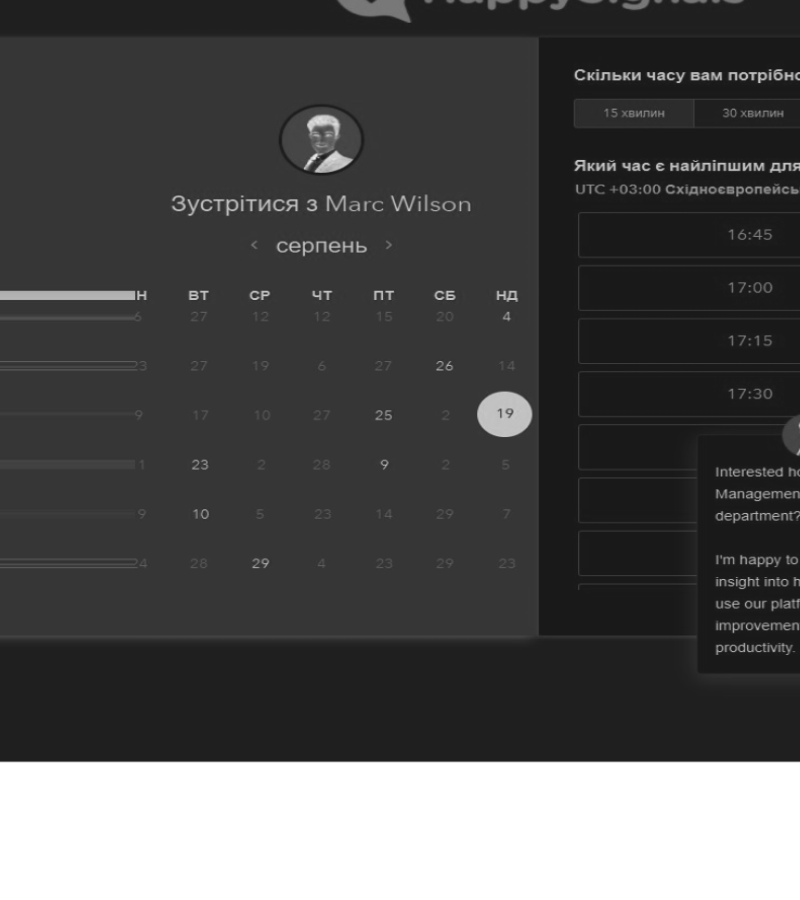 HappySignals
Зустрітися з Marc Wilson
‹ серпень ›
Н ВТ СР ЧТ ПТ СБ НД
6 27 12 12 15 20 4
23 27 19 6 27 26 14
9 17 10 27 25 2 19
1 23 2 28 9 2 5
9 10 5 23 14 29 7
24 28 29 4 23 29 23
Скільки часу вам потрібно
15 хвилин 30 хвилин
Який час є найліпшим для
UTC +03:00 Східноєвропейсь
16:45
17:00
17:15
17:30
Interested ho
Managemen
department?
I'm happy to
insight into h
use our platf
improvemen
productivity.